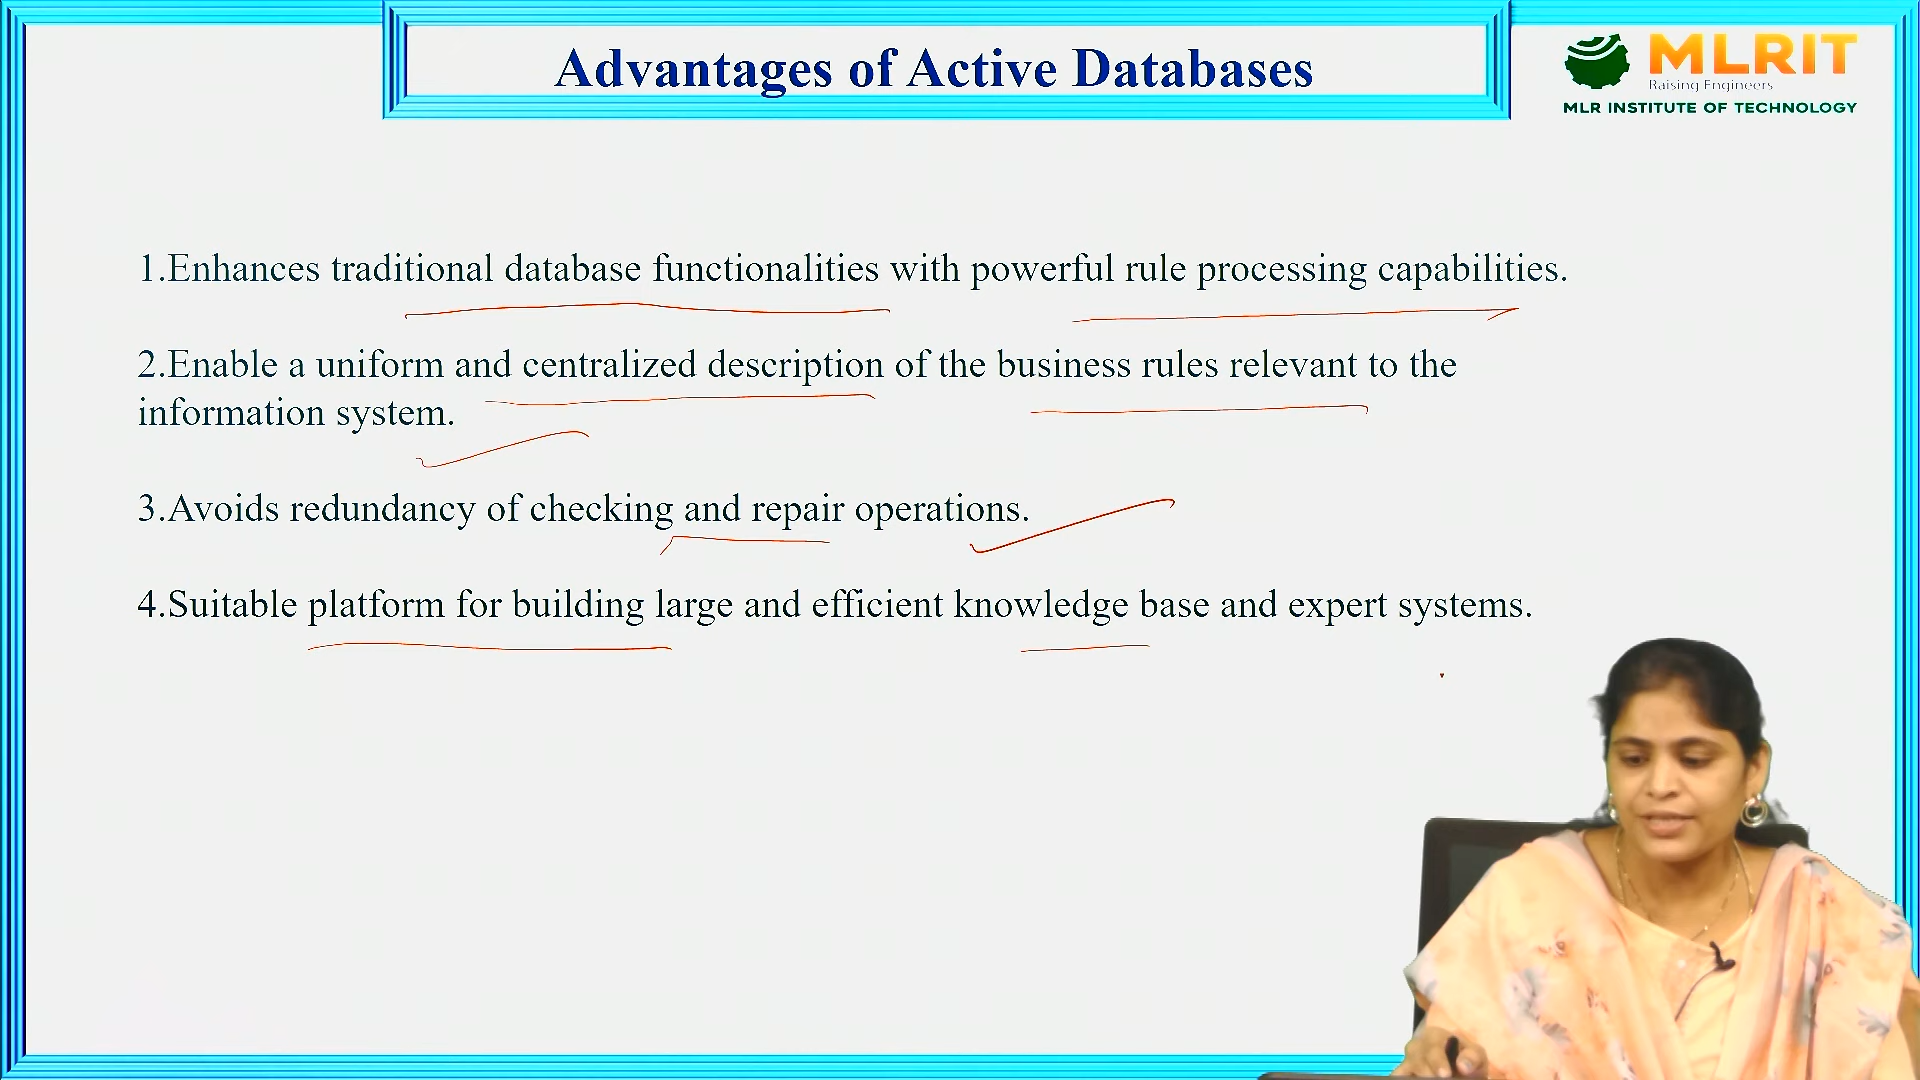 Advantages of Active Databases
MLRIT
Raising Engineers
MLR INSTITUTE OF TECHNOLOGY
1.Enhances traditional database functionalities with powerful rule processing capabilities.
2.Enable a uniform and centralized description of the business rules relevant to the
information system.
3.Avoids redundancy of checking and repair operations.
4.Suitable platform for building large and efficient knowledge base and expert systems.